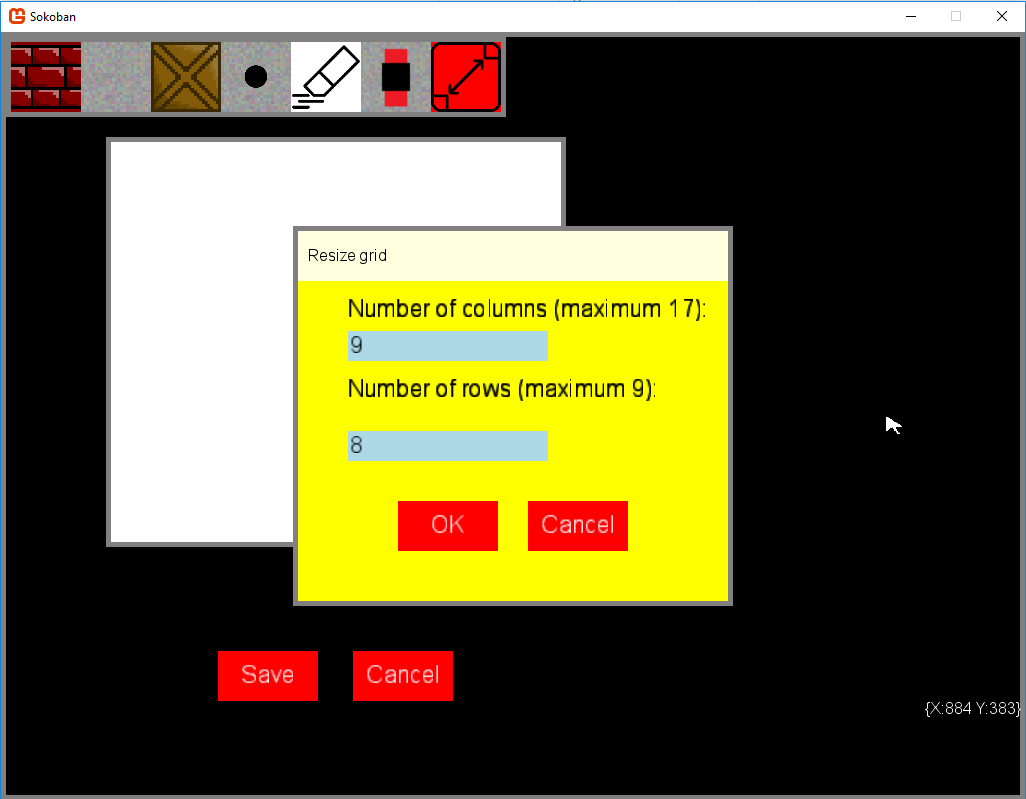 Sokoban
Resize grid
Number of columns (maximum 17):
9
Number of rows (maximum 9):
8
OK Cancel
Save Cancel
{X:884 Y:383}